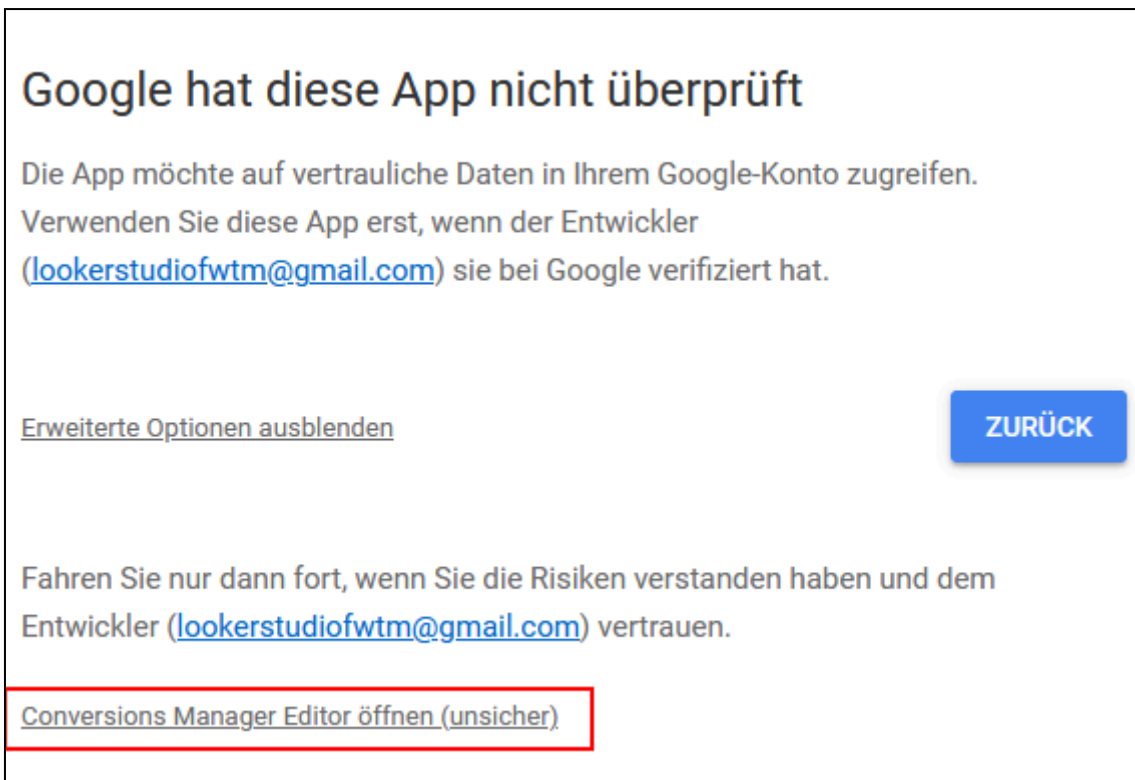 Google hat diese App nicht überprüft
Die App möchte auf vertrauliche Daten in Ihrem Google-Konto zugreifen.
Verwenden Sie diese App erst, wenn der Entwickler
(lookerstudiofwtm@gmail.com) sie bei Google verifiziert hat.
Erweiterte Optionen ausblenden
ZURÜCK
Fahren Sie nur dann fort, wenn Sie die Risiken verstanden haben und dem
Entwickler (lookerstudiofwtm@gmail.com) vertrauen.
Conversions Manager Editor öffnen (unsicher)